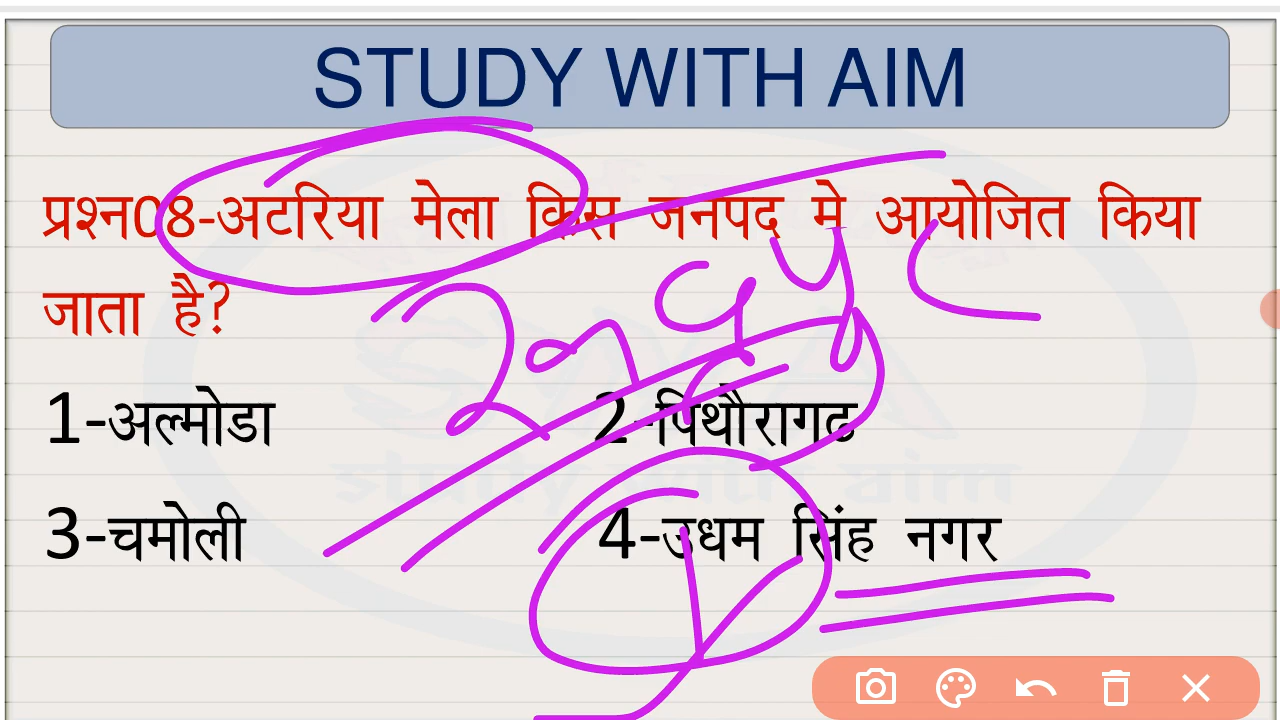 STUDY WITH AIM
प्रश्न08-अटरिया मेला किस जनपद मे आयोजित किया
जाता है?
1-अल्मोडा 2-पिथौरागढ
3-चमोली 4-उधम सिंह नगर